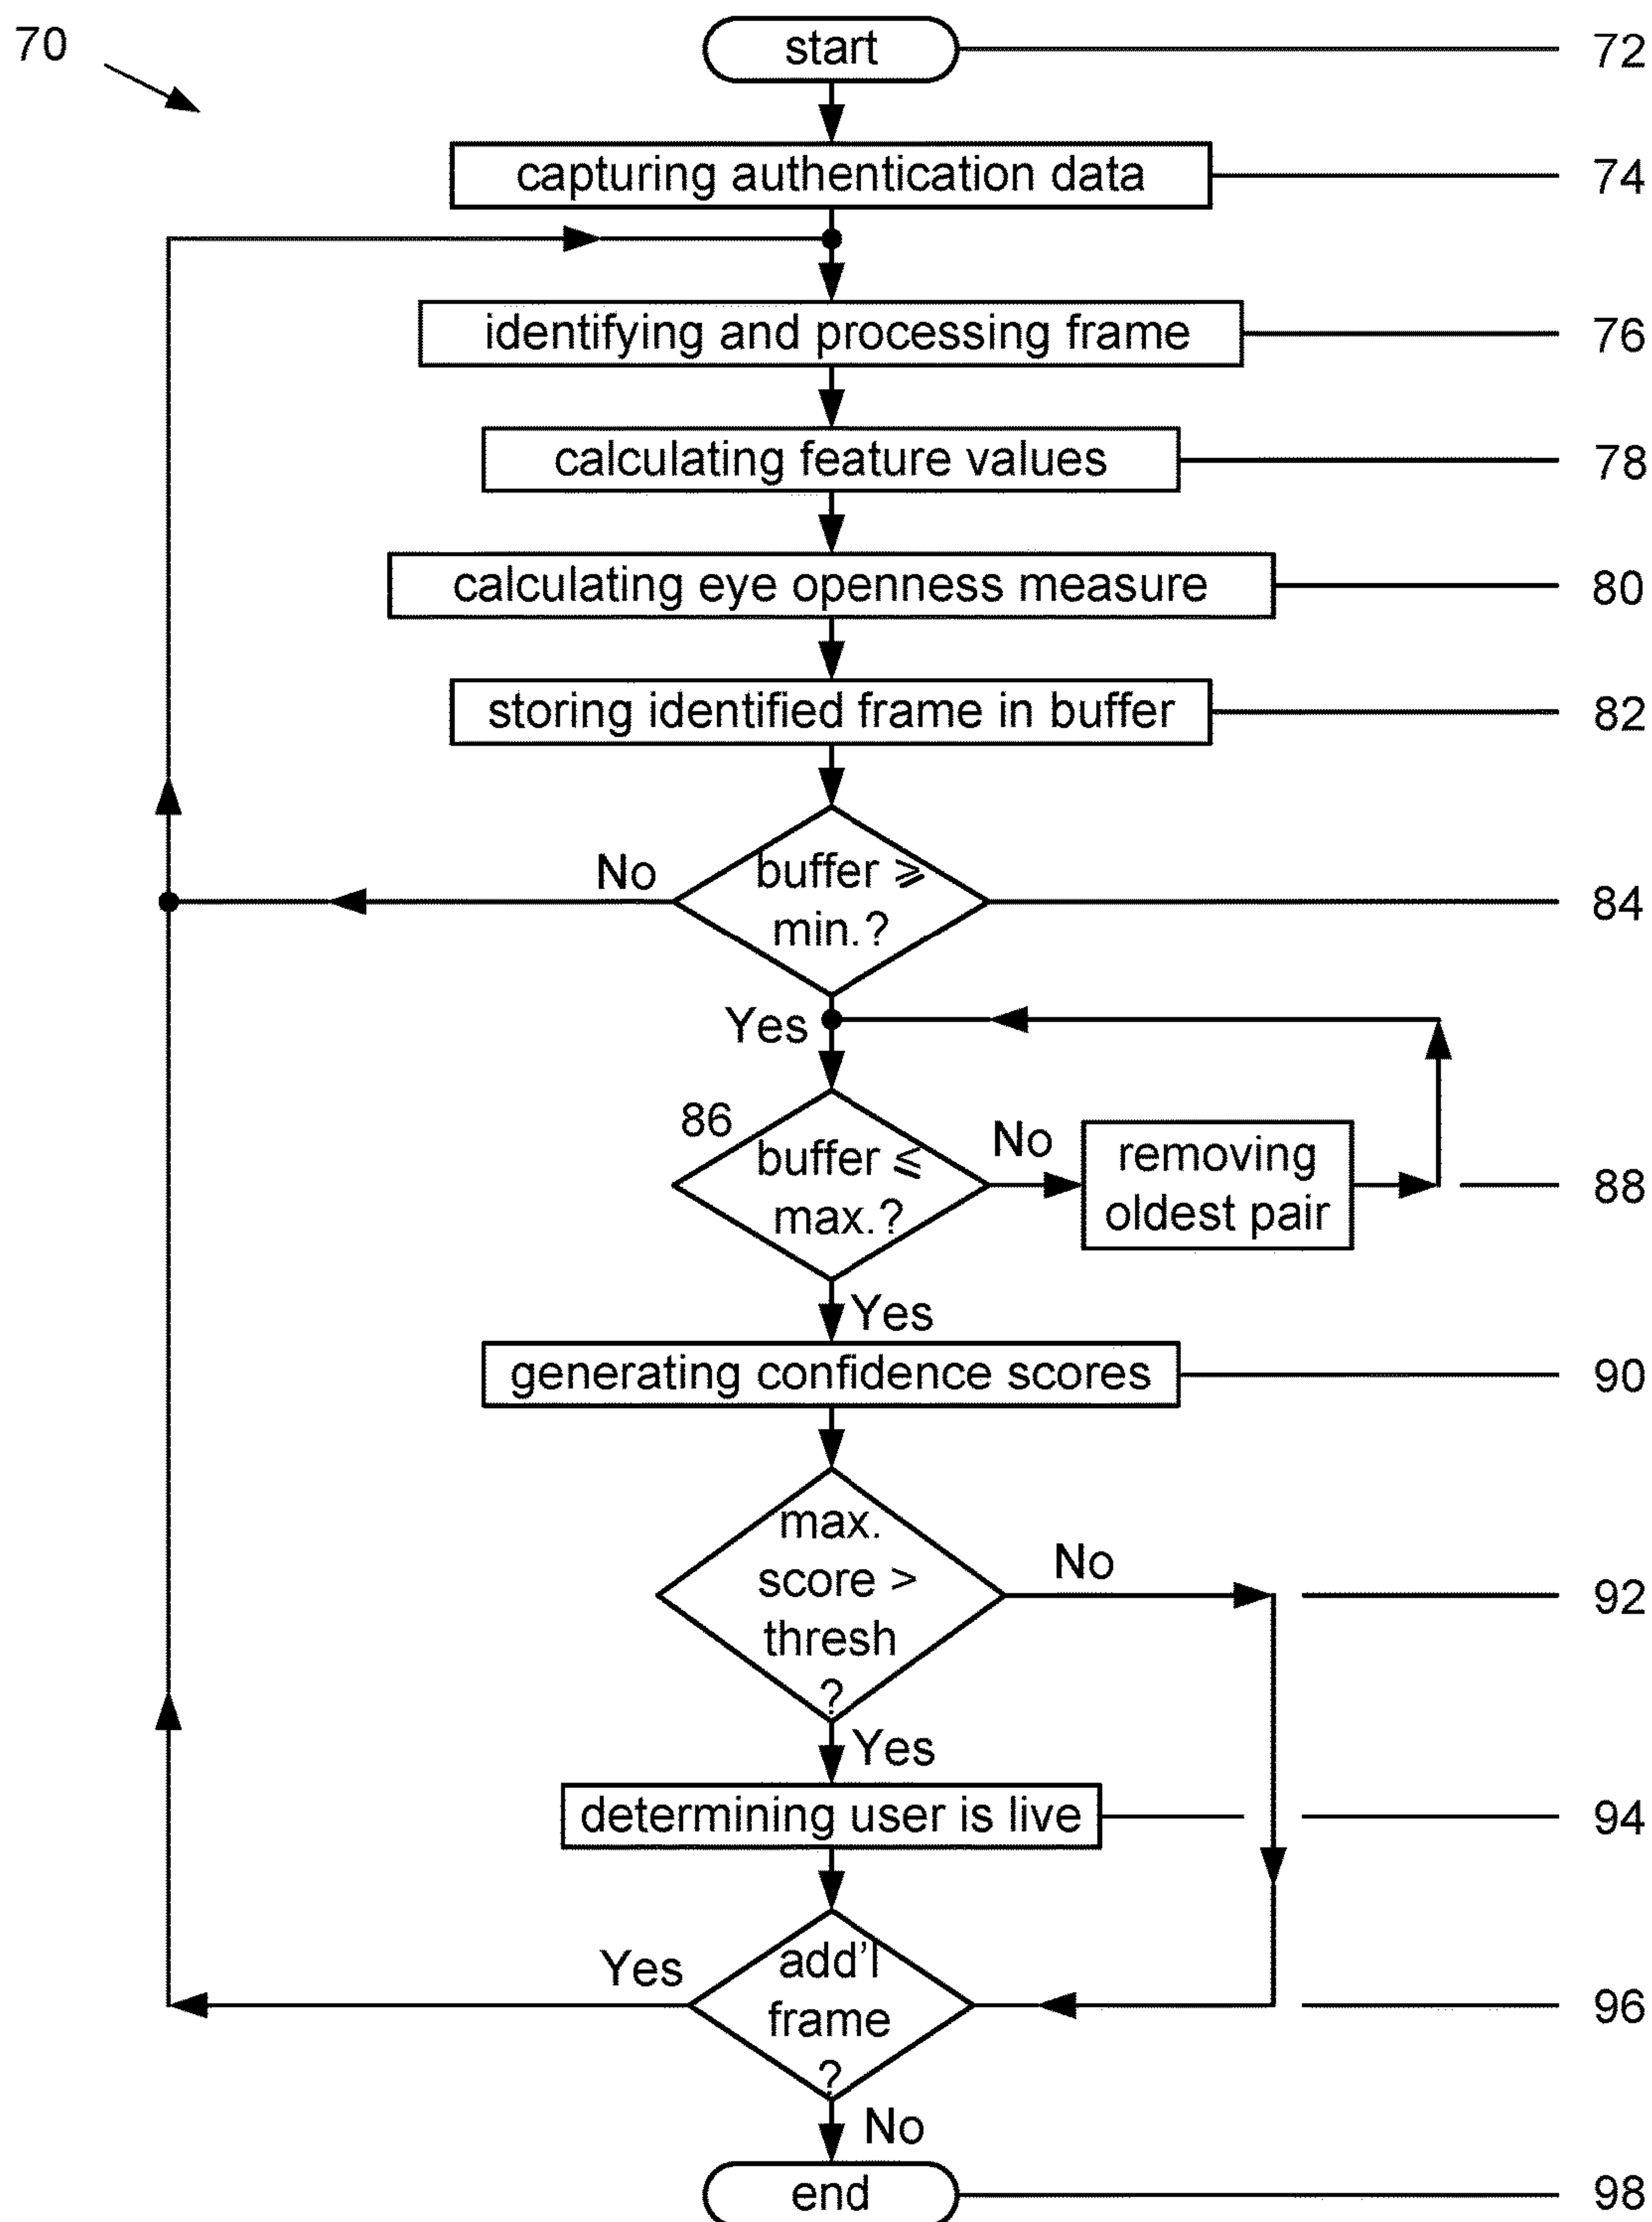 70
start
72
capturing authentication data
74
identifying and processing frame
76
calculating feature values
78
calculating eye openness measure
80
storing identified frame in buffer
82
No
buffer ⩾
min.?
84
Yes
86
buffer ⩽
max.?
No
removing
oldest pair
88
Yes
generating confidence scores
90
max.
score >
thresh
?
No
92
Yes
determining user is live
94
Yes
add'l
frame
?
96
No
end
98